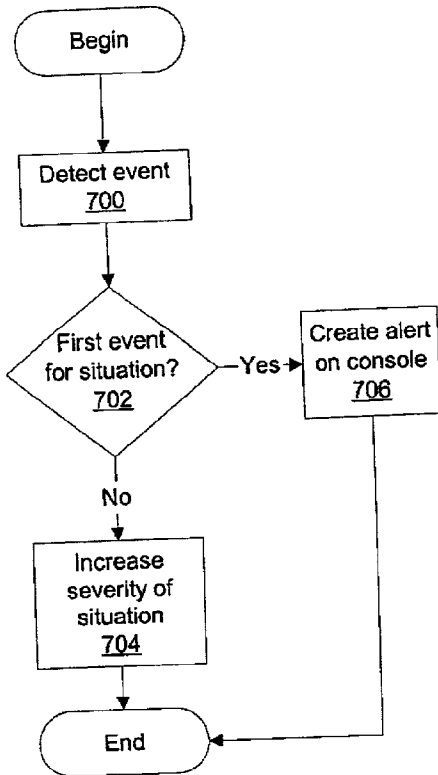 Begin
Detect event
700
First event
for situation?
702
Yes
Create alert
on console
706
No
Increase
severity of
situation
704
End